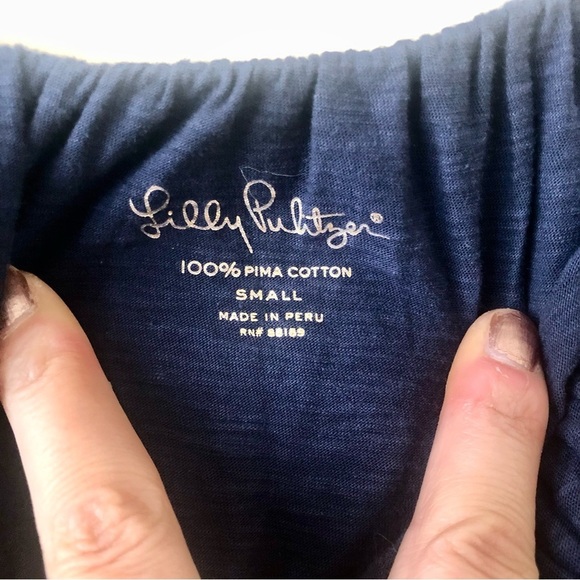 Lilly Pulitzer®
100% PIMA COTTON
SMALL
MADE IN PERU
RN# 88189